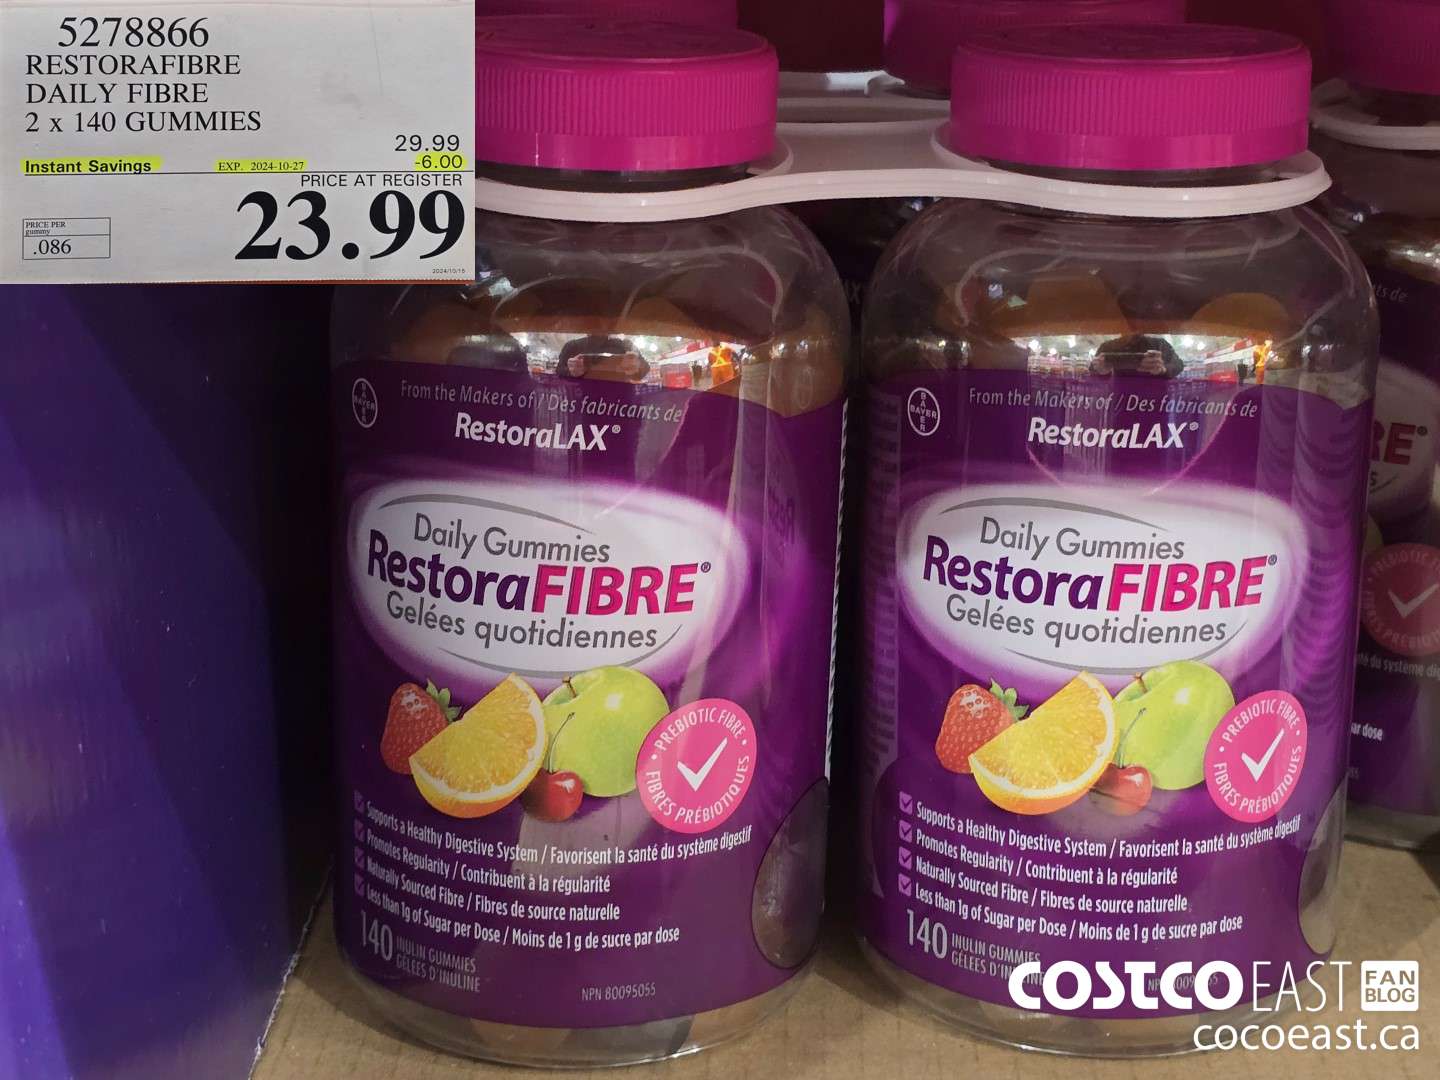 5278866
RESTORAFIBRE
DAILY FIBRE
2 x 140 GUMMIES
29.99
Instant Savings EXP. 2024-10-27 -6.00
PRICE AT REGISTER
23.99
PRICE PER
gummy
.086
2024/10/15
BAYER
From the Makers of / Des fabricants de
RestoraLAX®
Daily Gummies
RestoraFIBRE®
Gelées quotidiennes
PREBIOTIC FIBRE
FIBRES PRÉBIOTIQUES
Supports a Healthy Digestive System / Favorisent la santé du système digestif
Promotes Regularity / Contribuent à la régularité
Naturally Sourced Fibre / Fibres de source naturelle
Less than 1g of Sugar per Dose / Moins de 1 g de sucre par dose
140 INULIN GUMMIES
GELÉES D'INULINE
NPN 80095055
BAYER
From the Makers of / Des fabricants de
RestoraLAX®
Daily Gummies
RestoraFIBRE®
Gelées quotidiennes
PREBIOTIC FIBRE
FIBRES PRÉBIOTIQUES
Supports a Healthy Digestive System / Favorisent la santé du système digestif
Promotes Regularity / Contribuent à la régularité
Naturally Sourced Fibre / Fibres de source naturelle
Less than 1g of Sugar per Dose / Moins de 1 g de sucre par dose
140 INULIN GUMMIES
GELÉES
COSTCO EAST FAN BLOG
cocoeast.ca